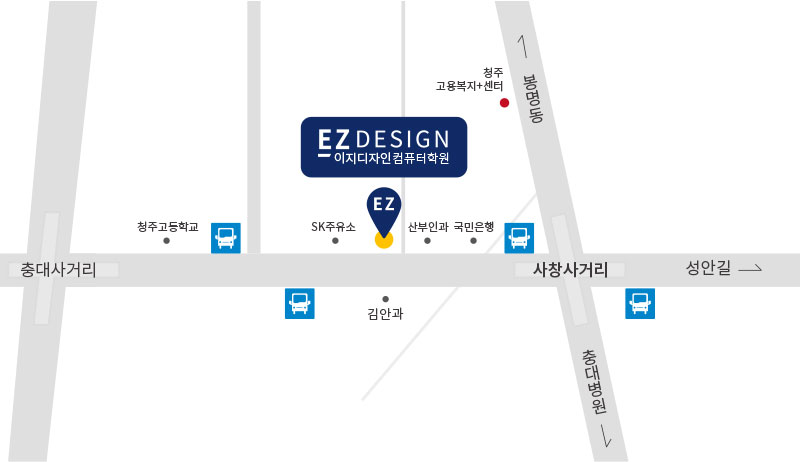 청주
고용복지+센터
봉명동
EZ DESIGN
이지디자인컴퓨터학원
EZ
청주고등학교
SK주유소
산부인과
국민은행
충대사거리
사창사거리
성안길
김안과
충대병원